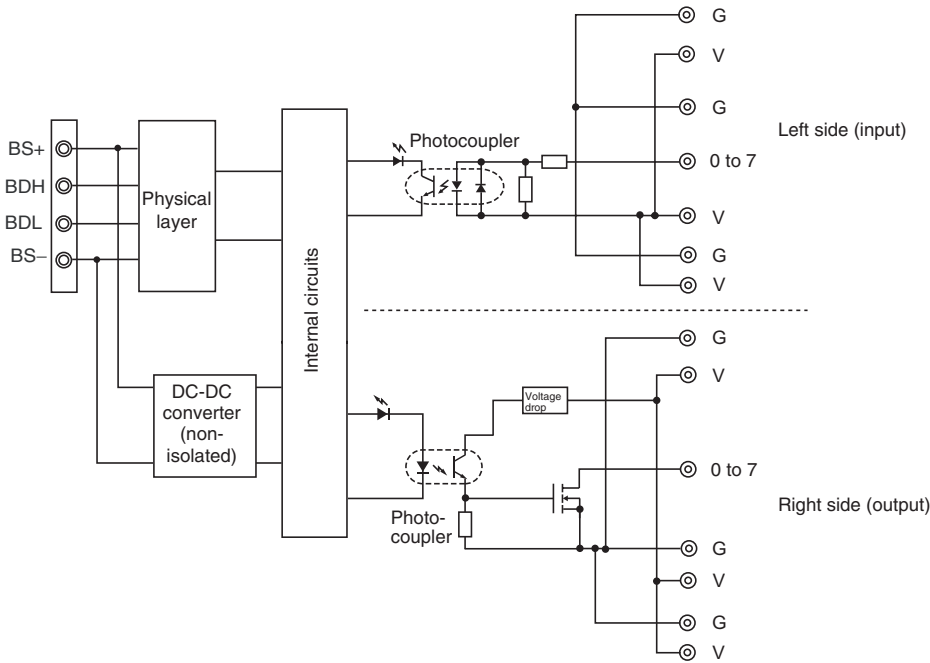 G
V
G
Left side (input)
Photocoupler
0 to 7
V
G
V
BS+
BDH
BDL
BS–
Physical
layer
Internal circuits
DC-DC
converter
(non-
isolated)
G
V
Voltage
drop
0 to 7
Right side (output)
Photo-
coupler
G
V
G
V